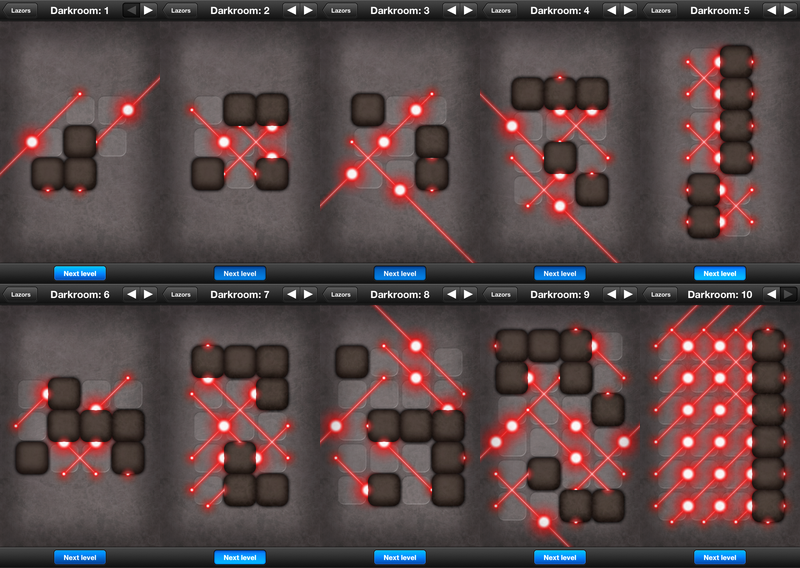 Lazors Darkroom: 1
Lazors Darkroom: 2
Lazors Darkroom: 3
Lazors Darkroom: 4
Lazors Darkroom: 5
Next level
Next level
Next level
Next level
Next level
Lazors Darkroom: 6
Lazors Darkroom: 7
Lazors Darkroom: 8
Lazors Darkroom: 9
Lazors Darkroom: 10
Next level
Next level
Next level
Next level
Next level